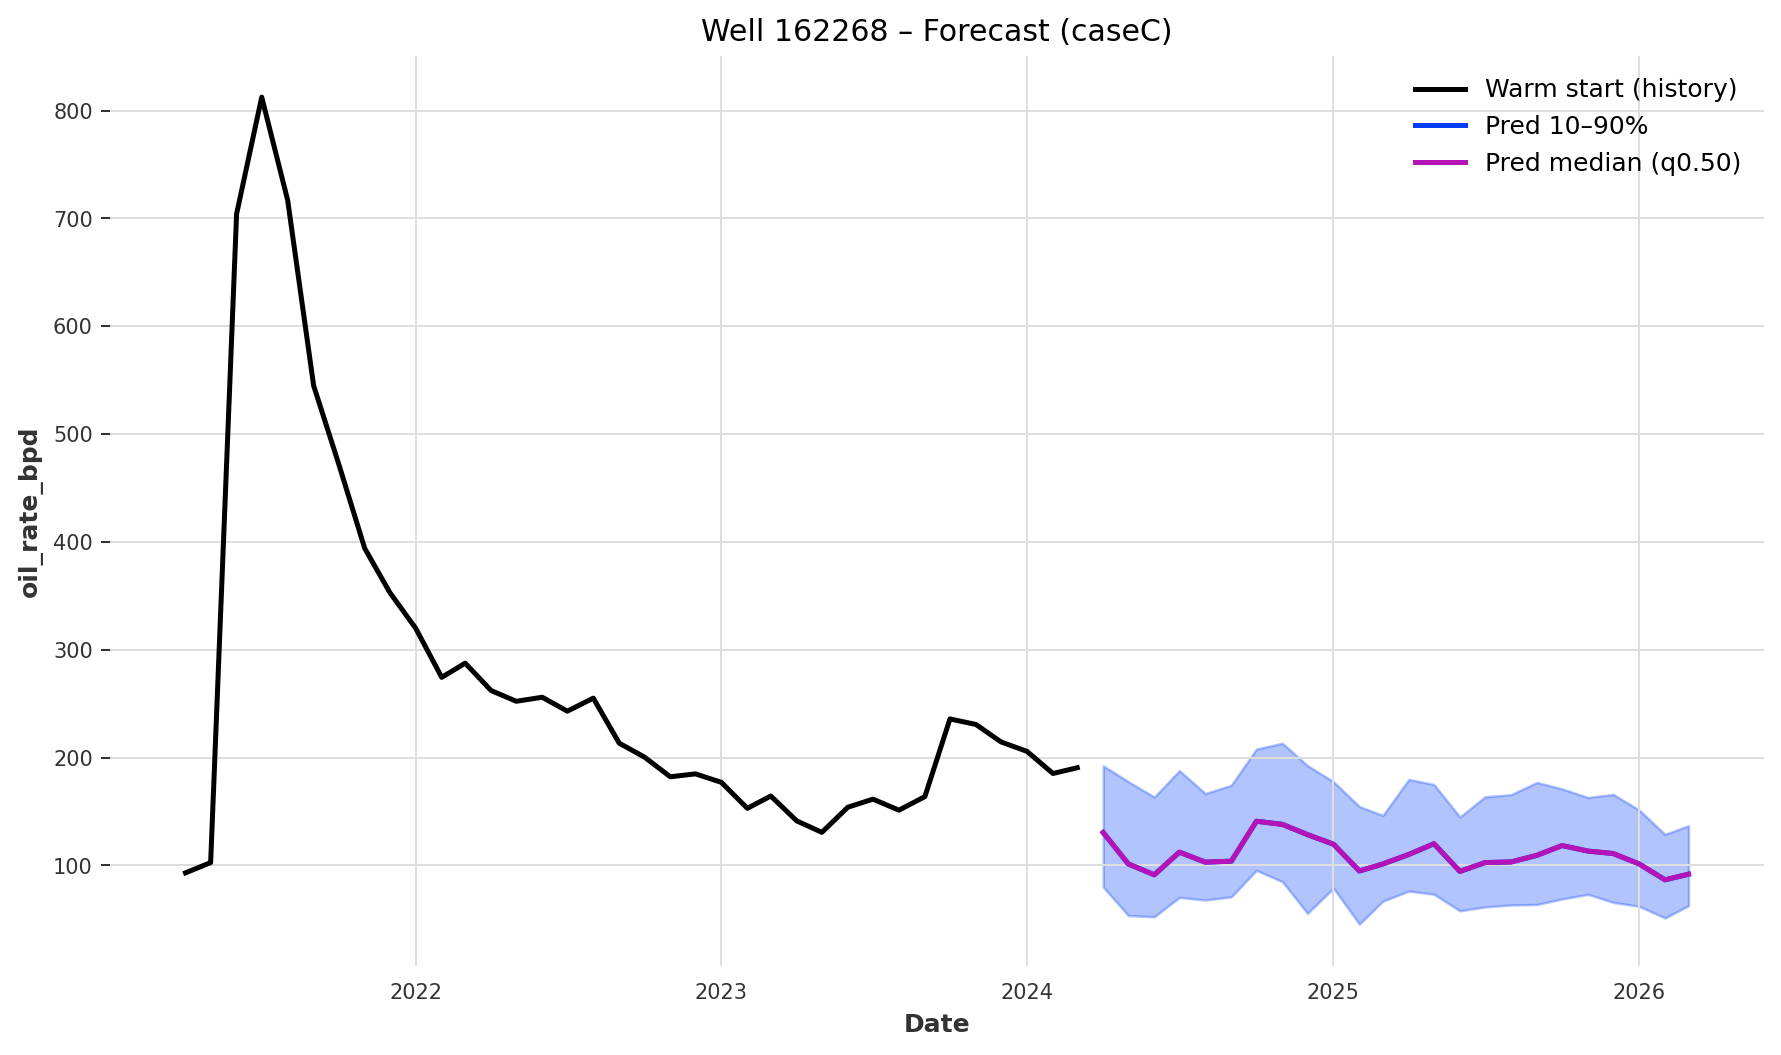 Well 162268 – Forecast (caseC)
Warm start (history)
Pred 10–90%
Pred median (q0.50)
oil_rate_bpd
800
700
600
500
400
300
200
100
2022
2023
2024
2025
2026
Date